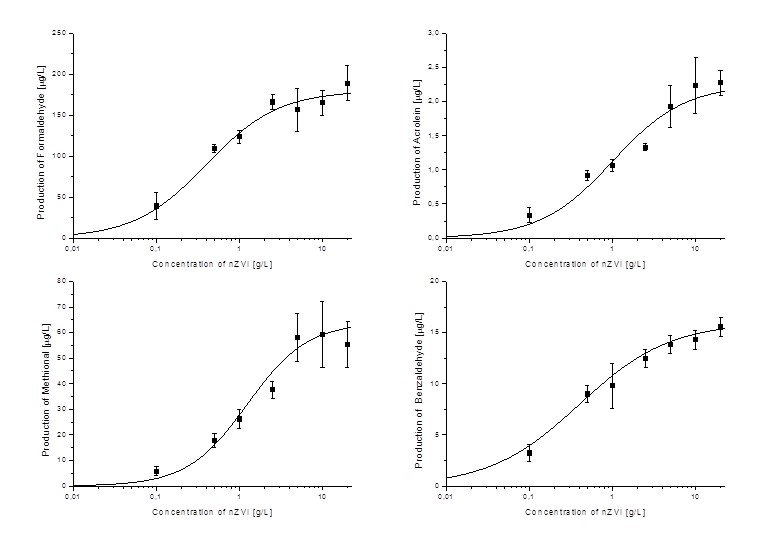 250
200
150
100
50
0
Production of Formaldehyde [µg/L]
0,01 0,1 1 10
Concentration of nZVI [g/L]
3,0
2,5
2,0
1,5
1,0
0,5
0,0
Production of Acrolein [µg/L]
0,01 0,1 1 10
Concentration of nZVI [g/L]
80
70
60
50
40
30
20
10
0
Production of Methional [µg/L]
0,01 0,1 1 10
Concentration of nZVI [g/L]
20
15
10
5
0
Production of Benzaldehyde [µg/L]
0,01 0,1 1 10
Concentration of nZVI [g/L]